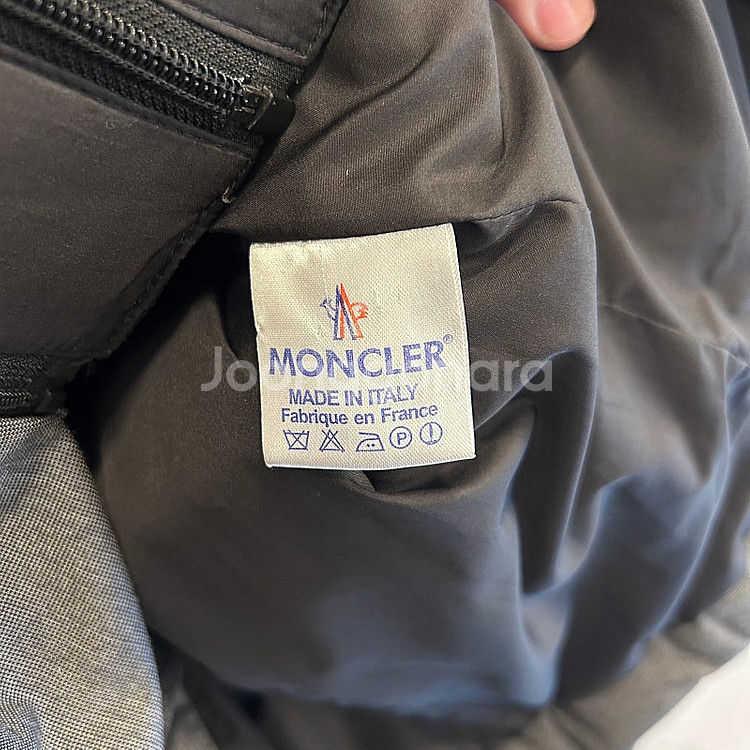 MONCLER®
MADE IN ITALY
Fabrique en France
P